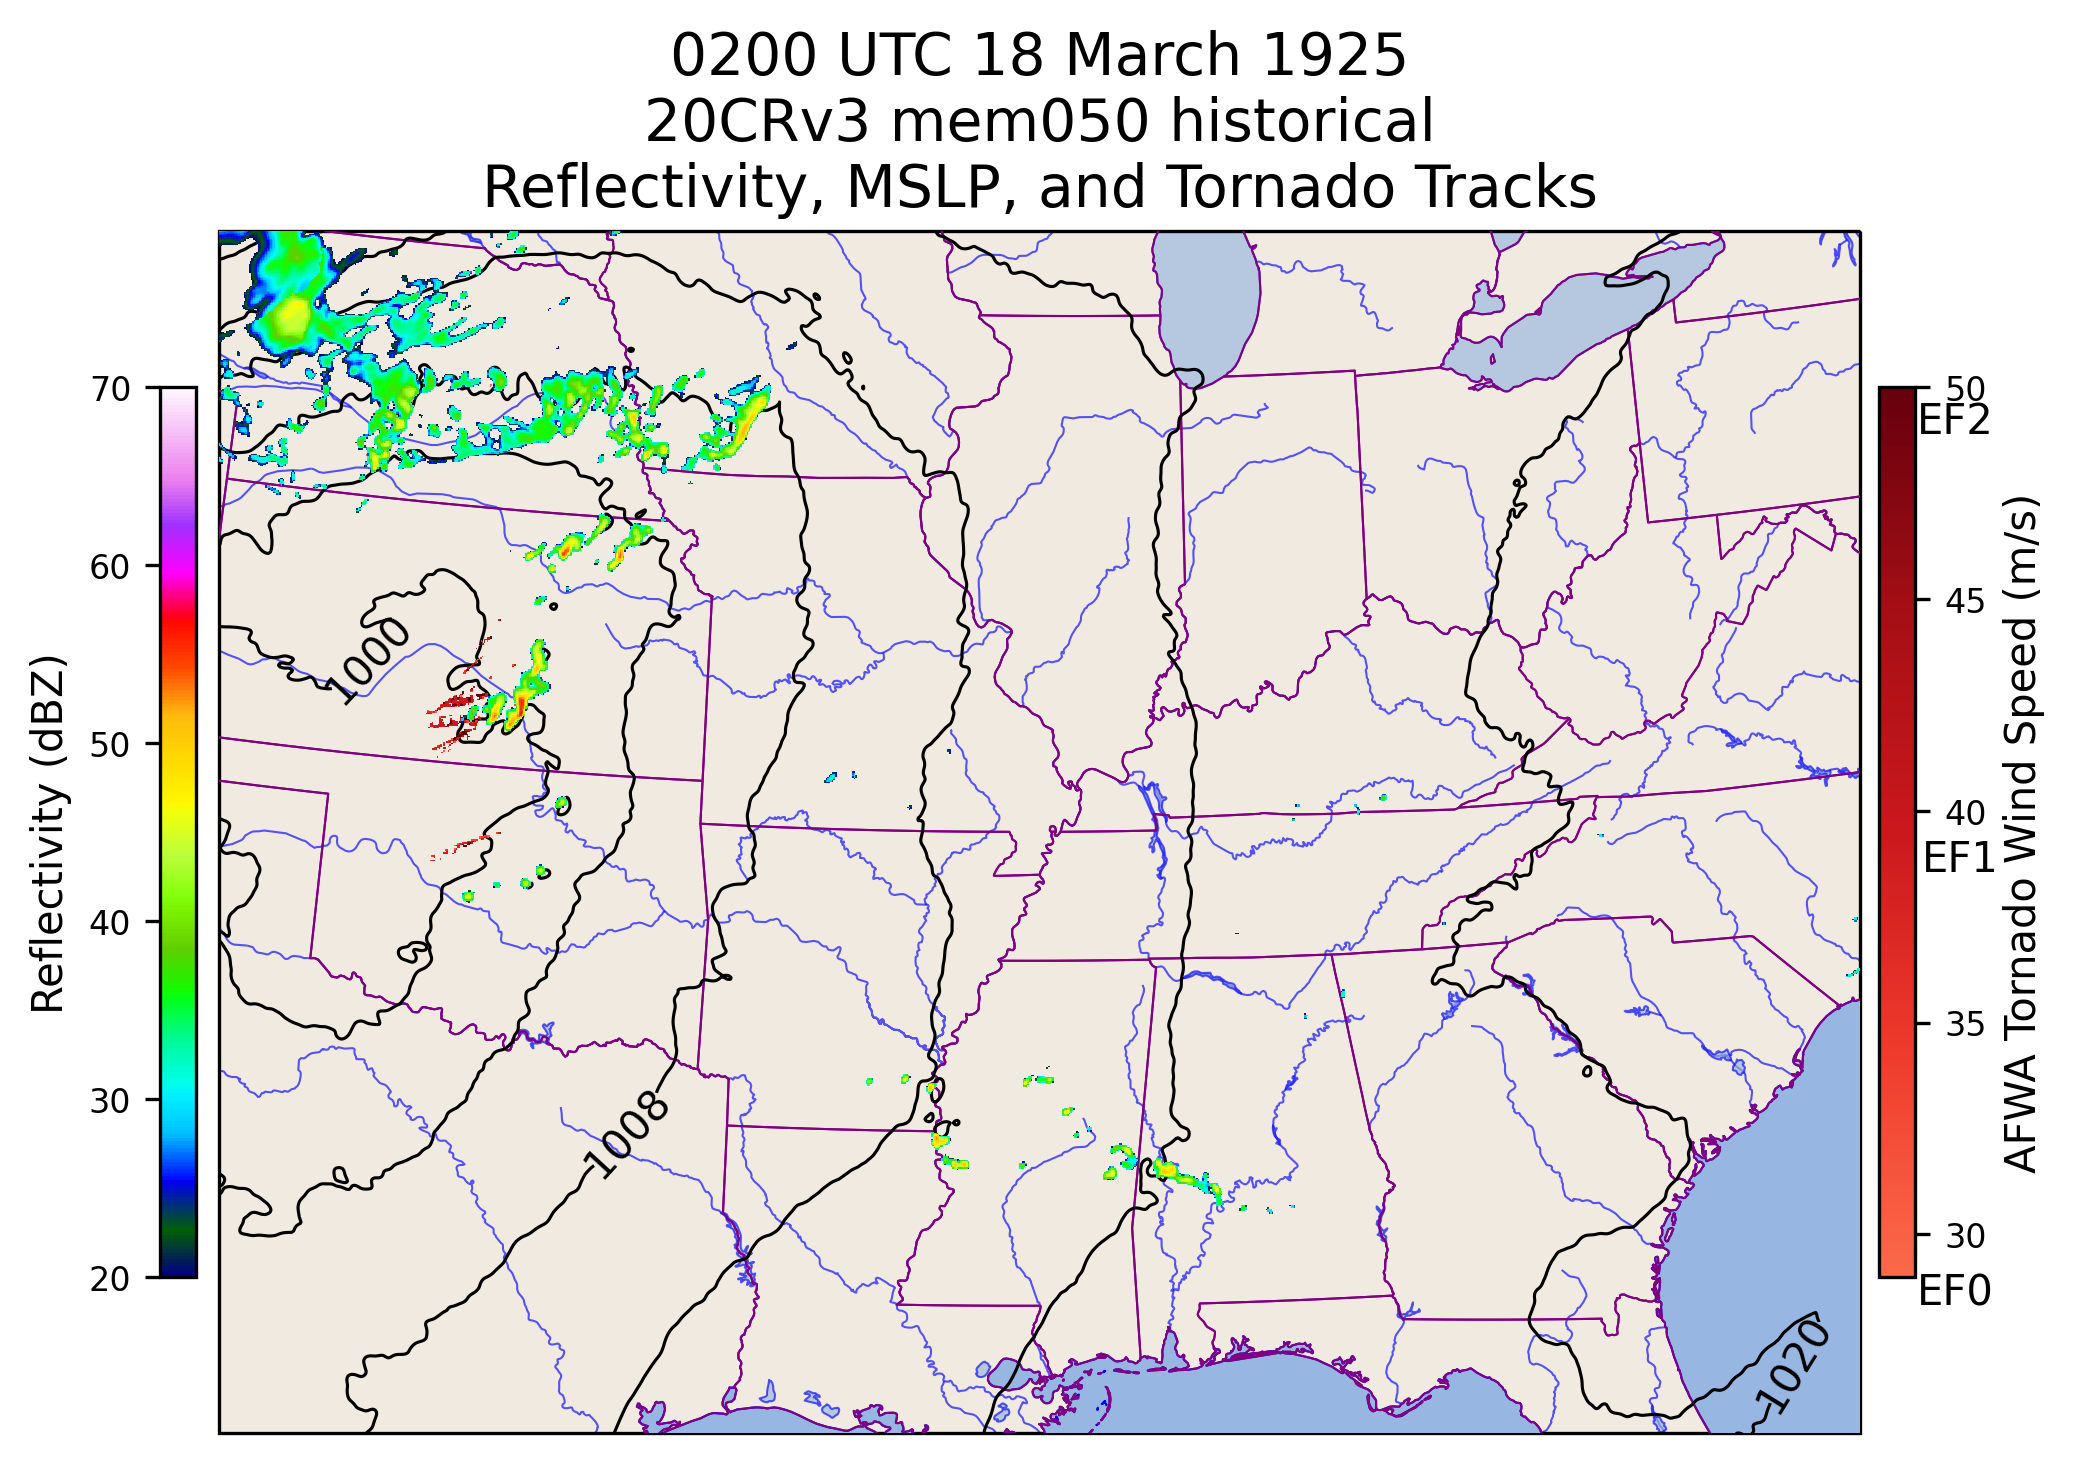 0200 UTC 18 March 1925
20CRv3 mem050 historical
Reflectivity, MSLP, and Tornado Tracks
Reflectivity (dBZ)
70
60
50
40
30
20
1000
1008
1020
50
EF2
45
40
EF1
35
30
EF0
AFWA Tornado Wind Speed (m/s)